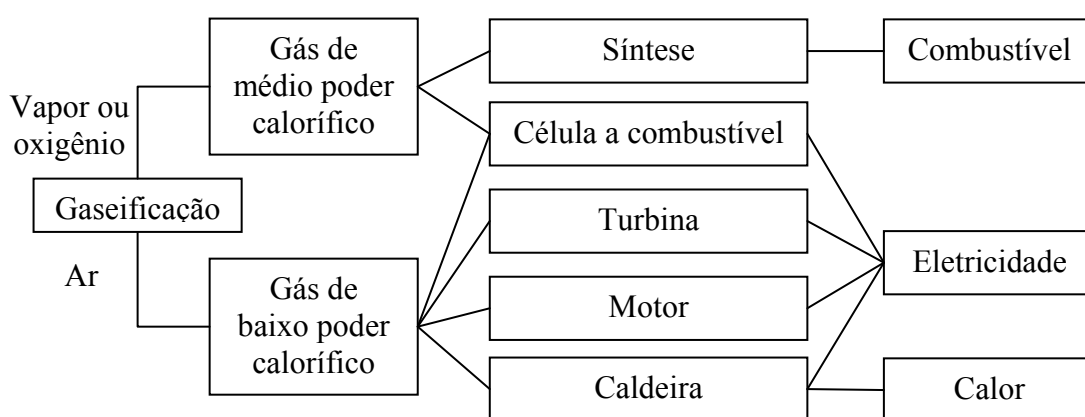 Gás de
médio poder
calorífico
Síntese
Combustível
Vapor ou
oxigênio
Célula a combustível
Gaseificação
Turbina
Eletricidade
Ar
Gás de
baixo poder
calorífico
Motor
Caldeira
Calor